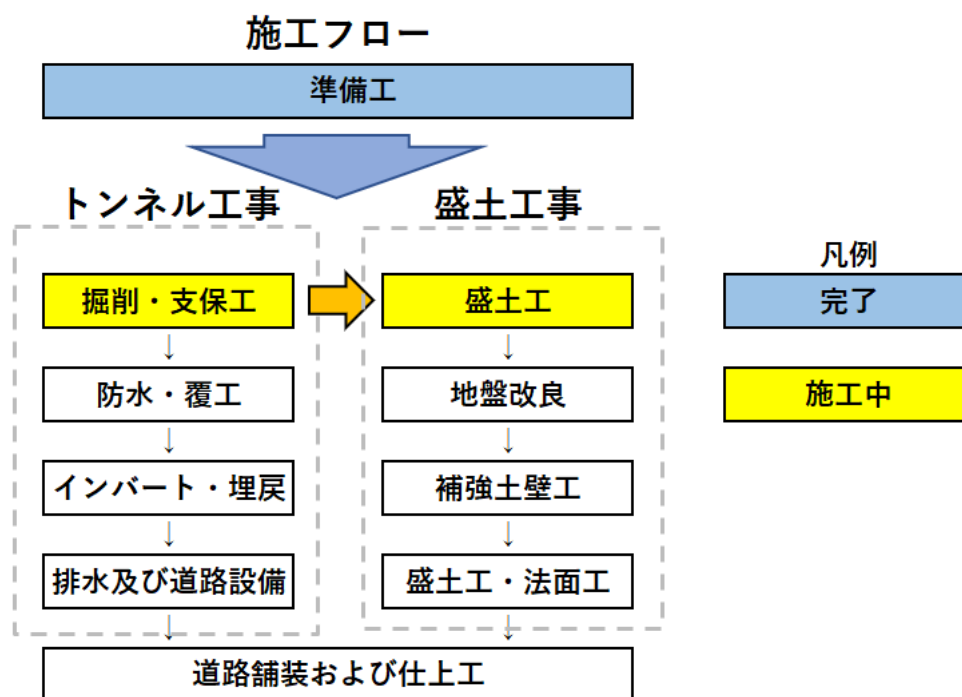 施工フロー
準備工
トンネル工事
盛土工事
掘削・支保工
盛土工
凡例
完了
↓
↓
防水・覆工
地盤改良
施工中
↓
↓
インバート・埋戻
補強土壁工
↓
↓
排水及び道路設備
盛土工・法面工
↓
↓
道路舗装および仕上工